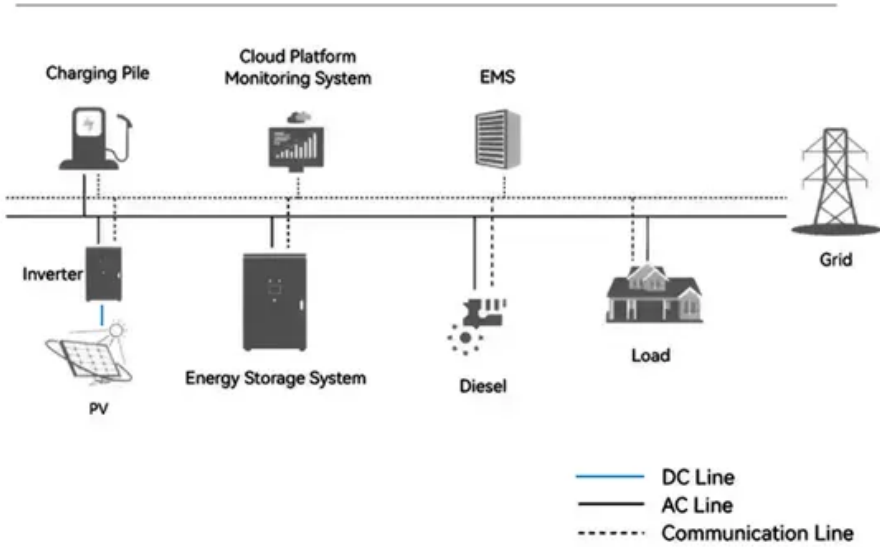 Charging Pile
Cloud Platform
Monitoring System
EMS
Grid
Inverter
Energy Storage System
Diesel
Load
PV
DC Line
AC Line
Communication Line